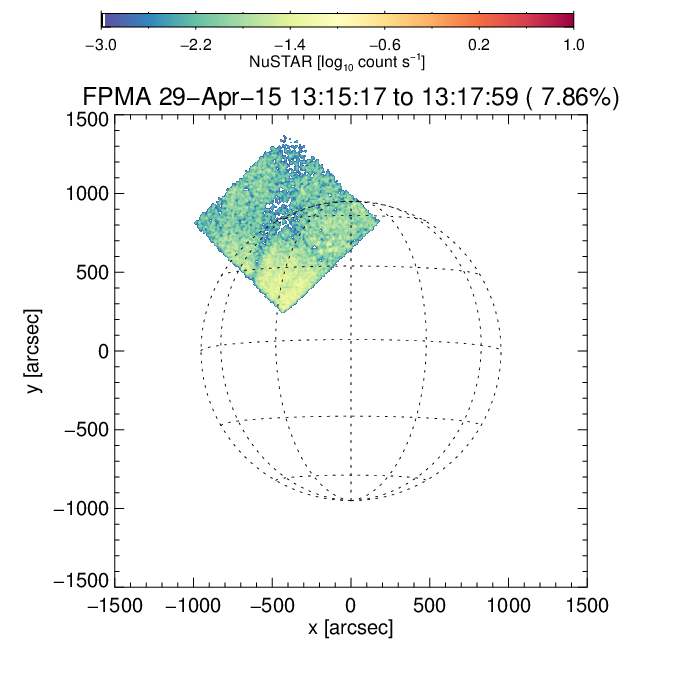 −3.0 −2.2 −1.4 −0.6 0.2 1.0
NuSTAR [log₁₀ count s⁻¹]
FPMA 29−Apr−15 13:15:17 to 13:17:59 ( 7.86%)
1500
1000
500
0
−500
−1000
−1500
y [arcsec]
−1500 −1000 −500 0 500 1000 1500
x [arcsec]